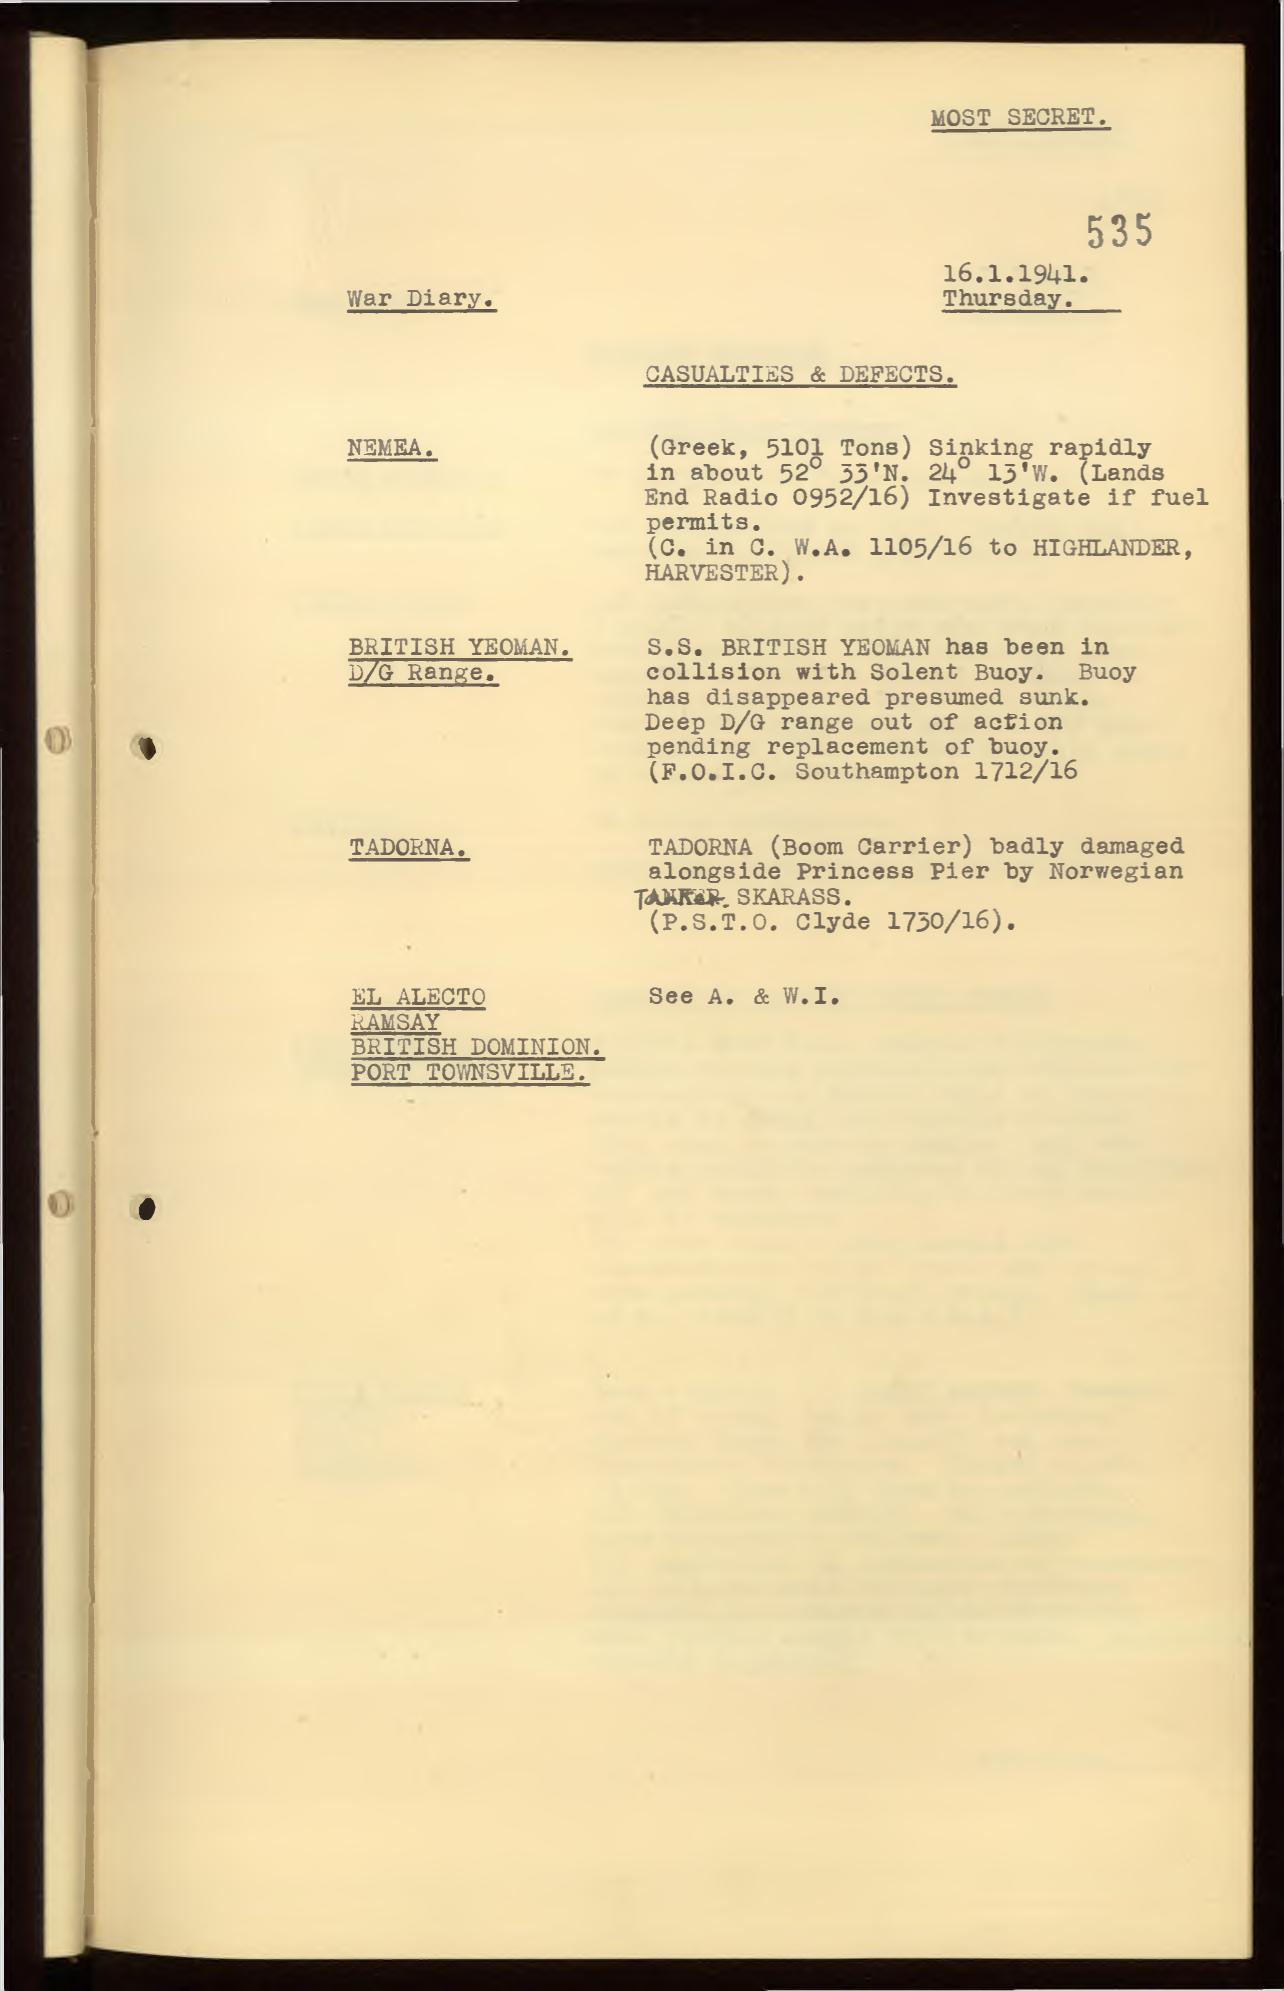 MOST SECRET.
535
16.1.1941.
War Diary.
Thursday.
CASUALTIES & DEFECTS.
NEMEA.
(Greek, 5101 Tons) Sinking rapidly
in about 52° 33'N. 24° 13'W. (Lands
End Radio 0952/16) Investigate if fuel
permits.
(C. in C. W.A. 1105/16 to HIGHLANDER,
HARVESTER).
BRITISH YEOMAN.
D/G Range.
S.S. BRITISH YEOMAN has been in
collision with Solent Buoy. Buoy
has disappeared presumed sunk.
Deep D/G range out of action
pending replacement of buoy.
(F.O.I.C. Southampton 1712/16
TADORNA.
TADORNA (Boom Carrier) badly damaged
alongside Princess Pier by Norwegian
TANKER. SKARASS.
(P.S.T.O. Clyde 1730/16).
EL ALECTO
RAMSAY
BRITISH DOMINION.
PORT TOWNSVILLE.
See A. & W.I.